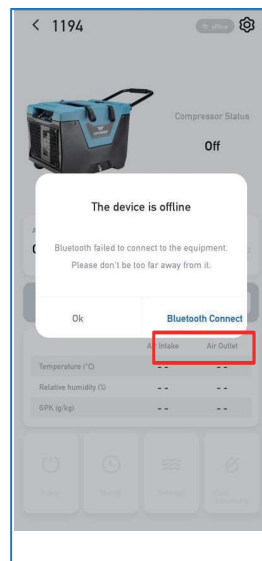 1194
offline
Compressor Status
Off
The device is offline
Bluetooth failed to connect to the equipment.
Please don't be too far away from it.
Ok
Bluetooth Connect
Air Intake
Air Outlet
Temperature (°C)
- -
- -
Relative humidity (%)
- -
- -
GPK (g/kg)
- -
- -